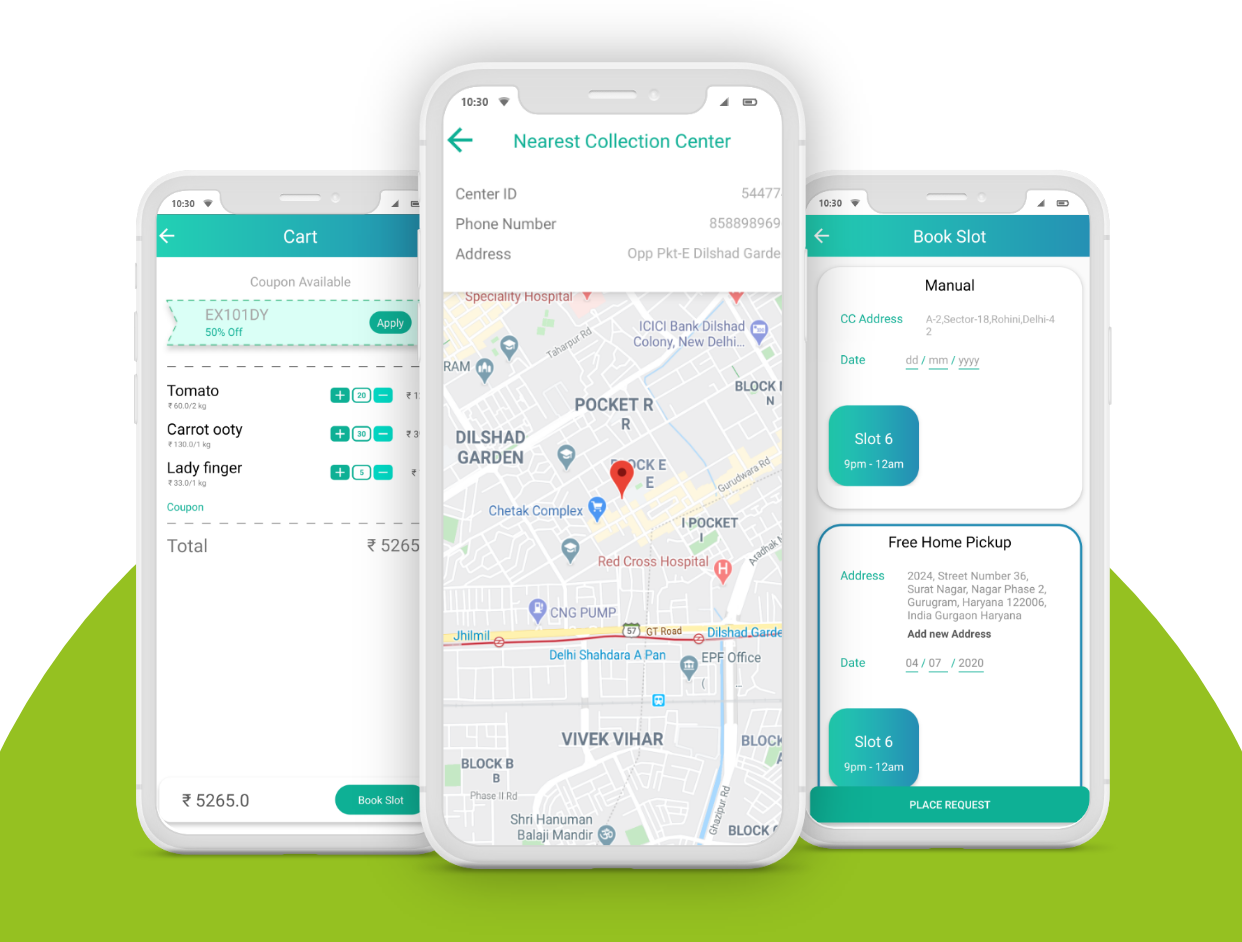 10:30
Cart
Coupon Available
EX101DY
50% Off
Apply
Tomato
₹ 60.0/2 kg
+ 20 −
₹ 1
Carrot ooty
₹ 130.0/1 kg
+ 30 −
₹ 3
Lady finger
₹ 33.0/1 kg
+ 5 −
₹
Coupon
Total
₹ 5265
₹ 5265.0
Book Slot
10:30
Nearest Collection Center
Center ID
54477
Phone Number
858898969
Address
Opp Pkt-E Dilshad Garde
Speciality Hospital
Taharpur Rd
ICICI Bank Dilshad
Colony, New Delhi...
RAM
BLOCK
N
POCKET R
R
DILSHAD
GARDEN
OCK E
E
Gurudwara Rd
Chetak Complex
I POCKET
I
Aradhak
Red Cross Hospital
H
CNG PUMP
Jhilmil
57
GT Road
Dilshad Garde
Delhi Shahdara A Pan
EPF Office
(
...
VIVEK VIHAR
BLOCK
BLOCK B
B
Phase II Rd
Ghazipur Rd
Shri Hanuman
Balaji Mandir
BLOCK
10:30
Book Slot
Manual
CC Address
A-2,Sector-18,Rohini,Delhi-4
2
Date
dd / mm / yyyy
Slot 6
9pm - 12am
Free Home Pickup
Address
2024, Street Number 36,
Surat Nagar, Nagar Phase 2,
Gurugram, Haryana 122006,
India Gurgaon Haryana
Add new Address
Date
04 / 07 / 2020
Slot 6
9pm - 12am
PLACE REQUEST